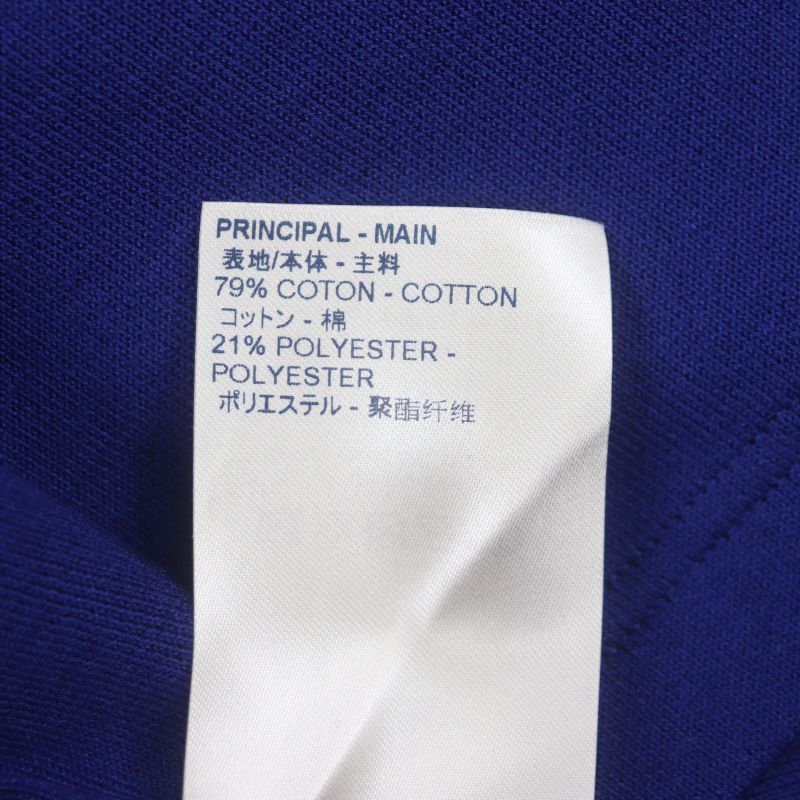 PRINCIPAL - MAIN
表地/本体 - 主料
79% COTON - COTTON
コットン - 棉
21% POLYESTER -
POLYESTER
ポリエステル - 聚酯纤维